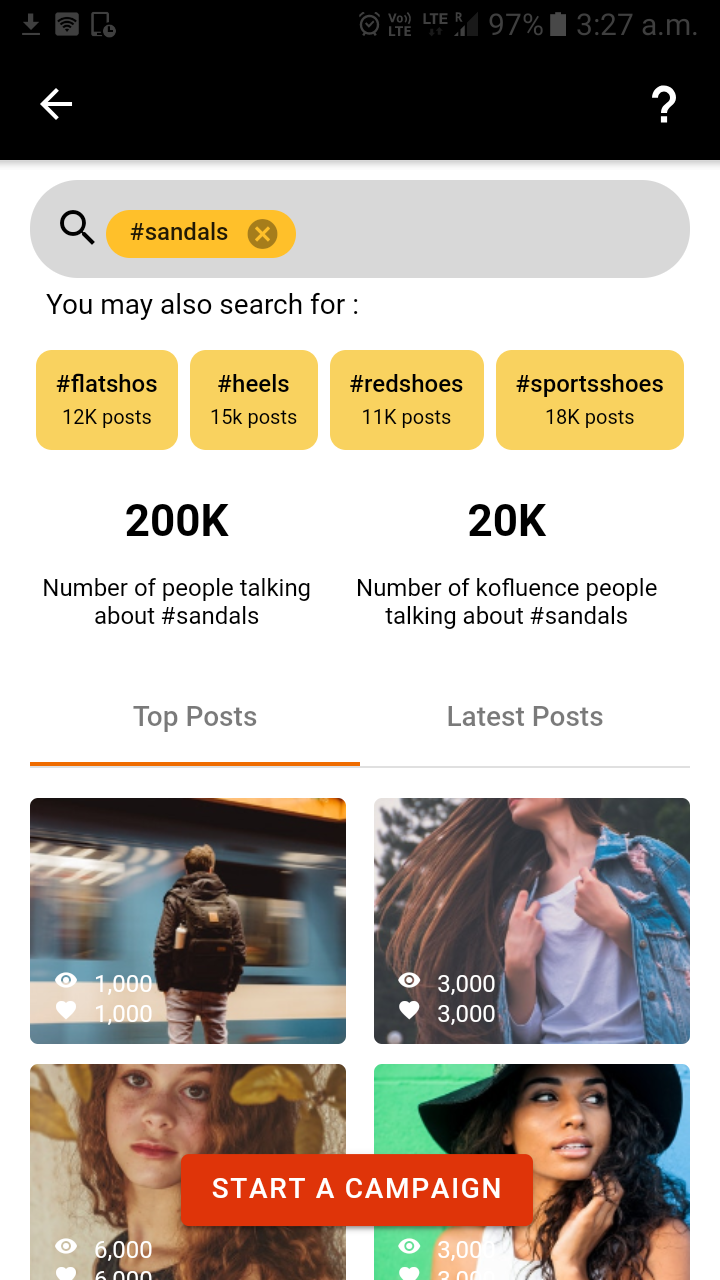 Vo)) LTE LTE R 97% 3:27 a.m.
?
#sandals
You may also search for :
#flatshos #heels #redshoes #sportsshoes
12K posts 15k posts 11K posts 18K posts
200K 20K
Number of people talking
about #sandals
Number of kofluence people
talking about #sandals
Top Posts Latest Posts
1,000
1,000
3,000
3,000
START A CAMPAIGN
6,000
6,000
3,000
3,000